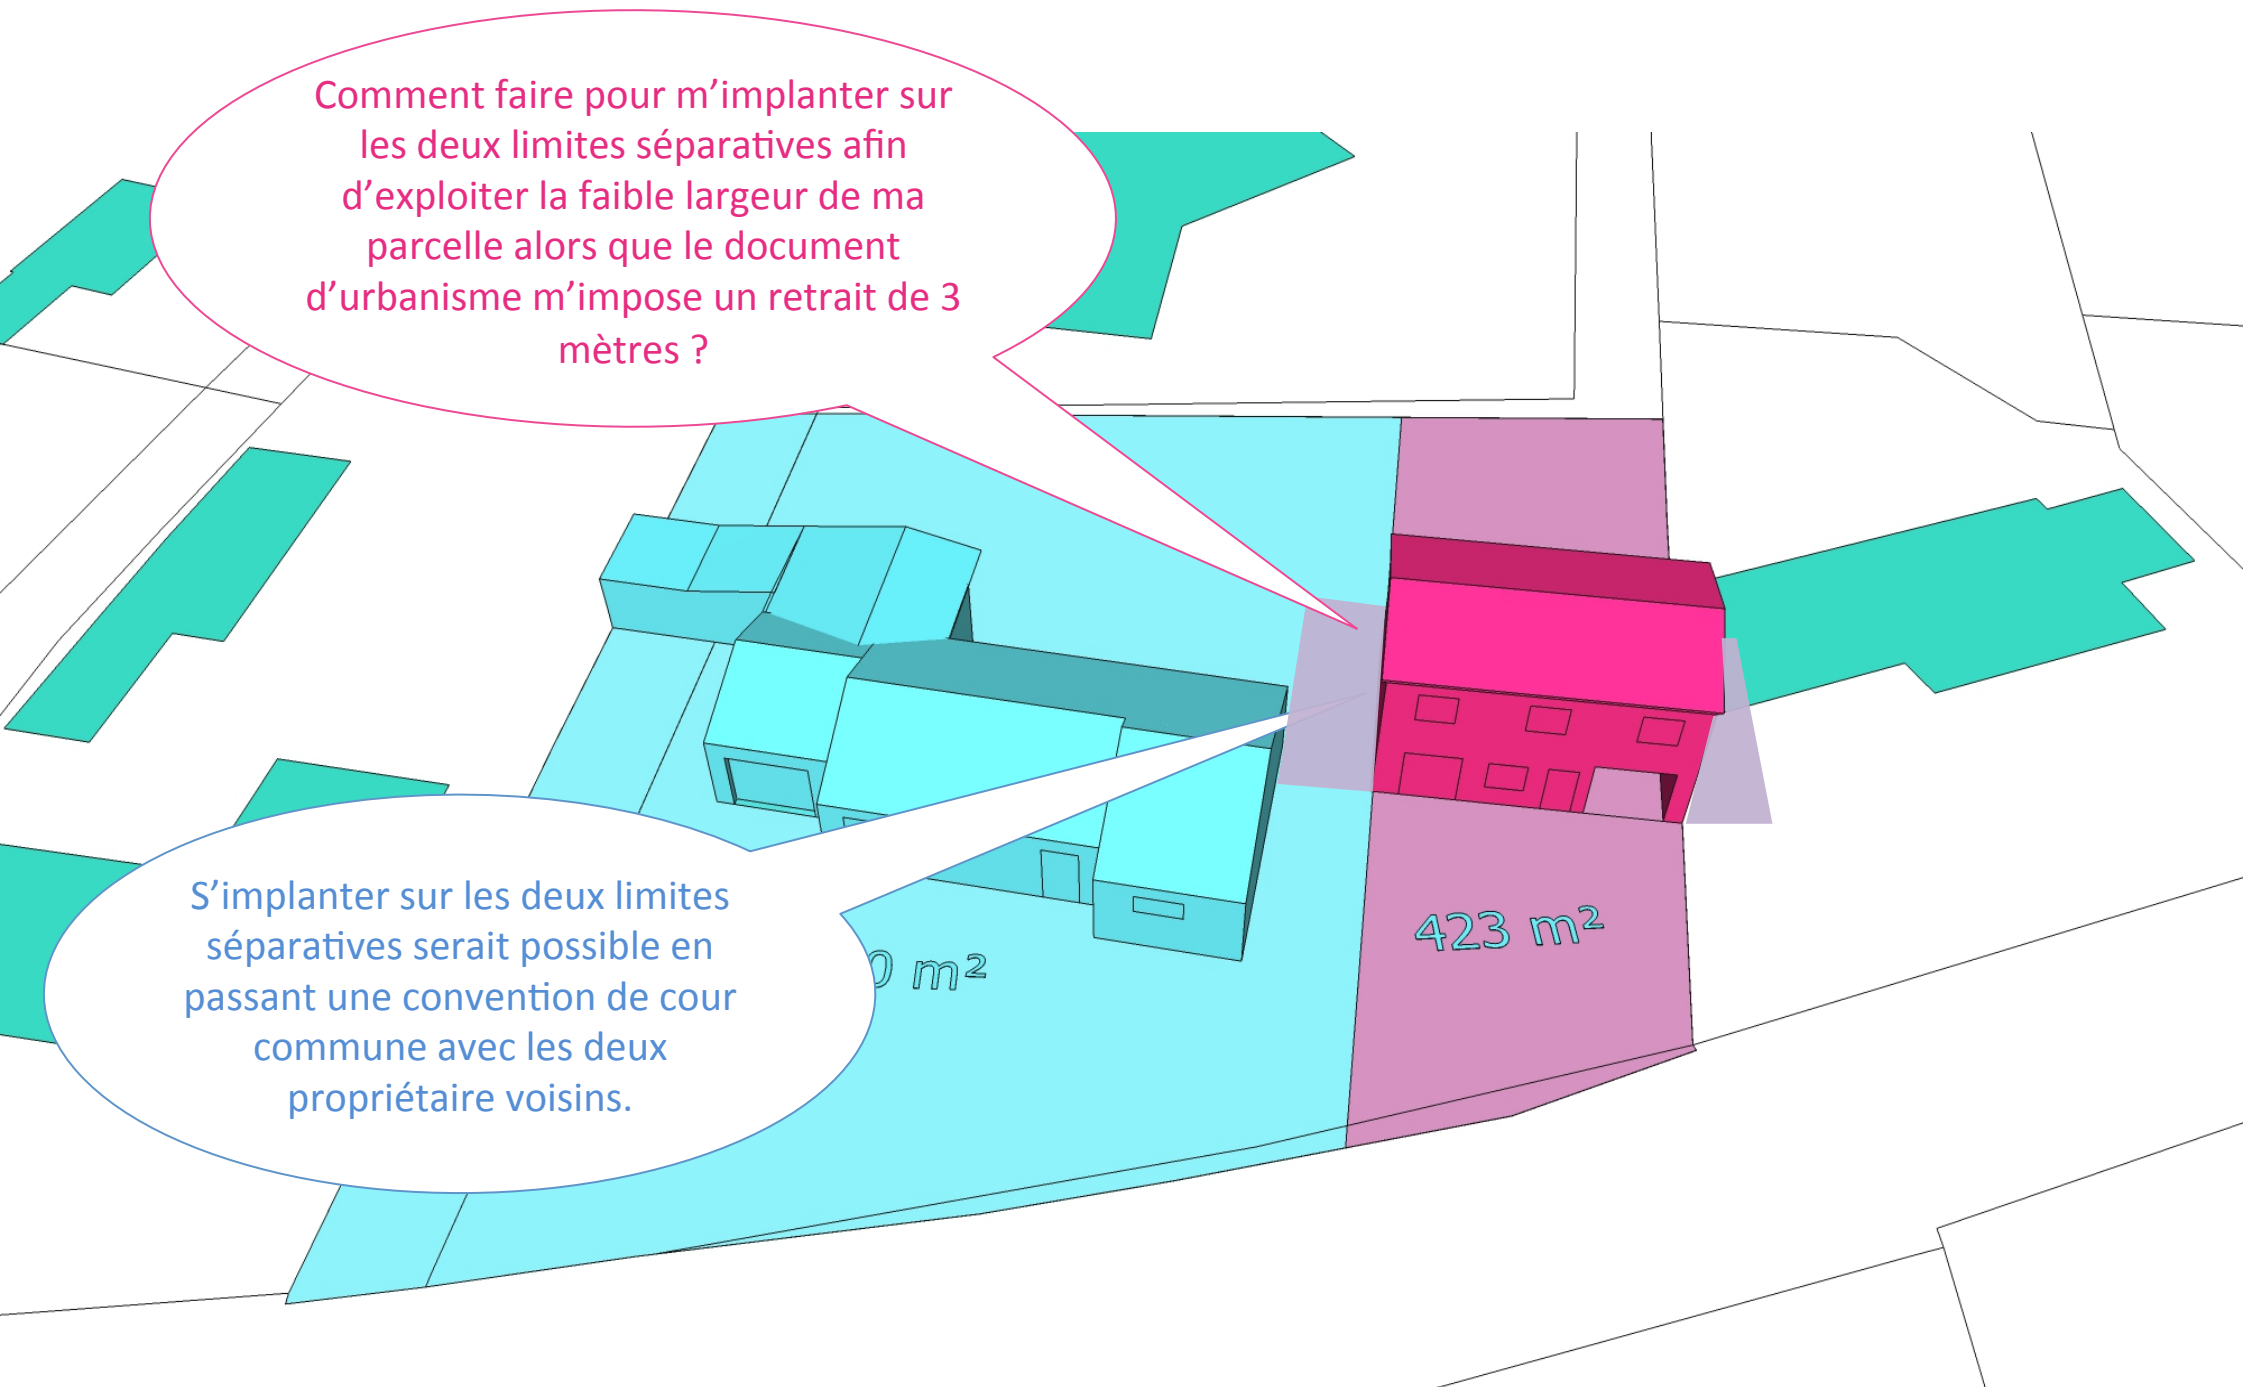 Comment faire pour m’implanter sur
les deux limites séparatives afin
d’exploiter la faible largeur de ma
parcelle alors que le document
d’urbanisme m’impose un retrait de 3
mètres ?
S’implanter sur les deux limites
séparatives serait possible en
passant une convention de cour
commune avec les deux
propriétaire voisins.
0 m²
423 m²